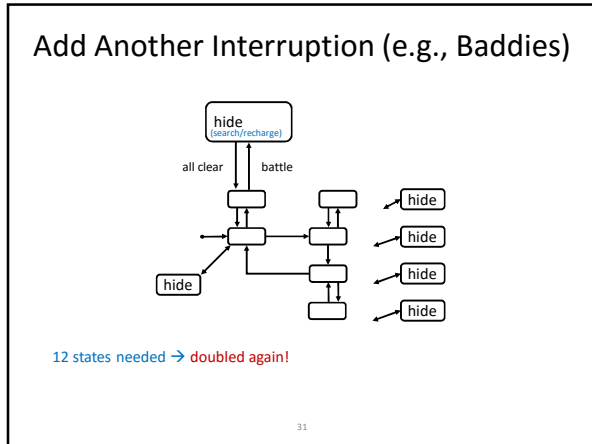 Add Another Interruption (e.g., Baddies)
hide
(search/recharge)
all clear
battle
hide
hide
hide
hide
hide
12 states needed → doubled again!
31